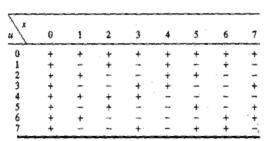 x
u 0 1 2 3 4 5 6 7
0 + + + + + + + +
1 + - + - + - + -
2 + + - - + + - -
3 + - - + + - - +
4 + + + + - - - -
5 + - + - - + - +
6 + + - - - - + +
7 + - - + - + + -